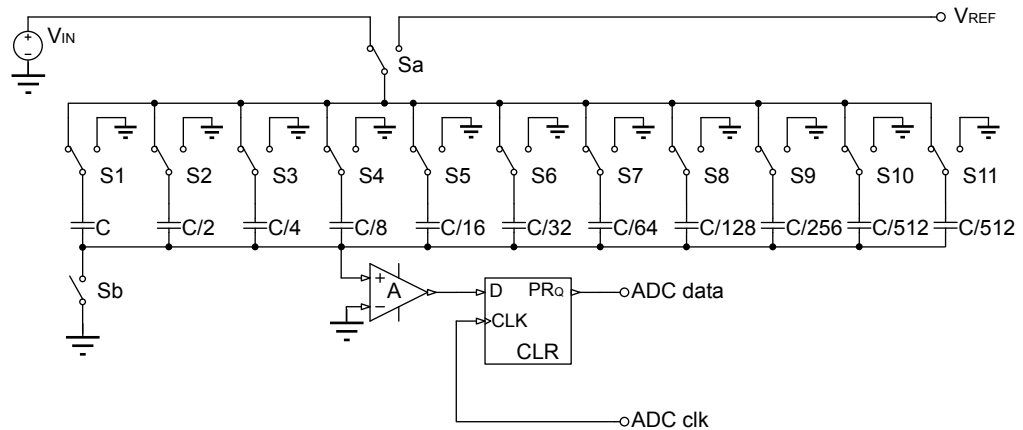 VIN
VREF
Sa
S1 S2 S3 S4 S5 S6 S7 S8 S9 S10 S11
C C/2 C/4 C/8 C/16 C/32 C/64 C/128 C/256 C/512 C/512
Sb
A
D PRQ
CLK
CLR
ADC data
ADC clk